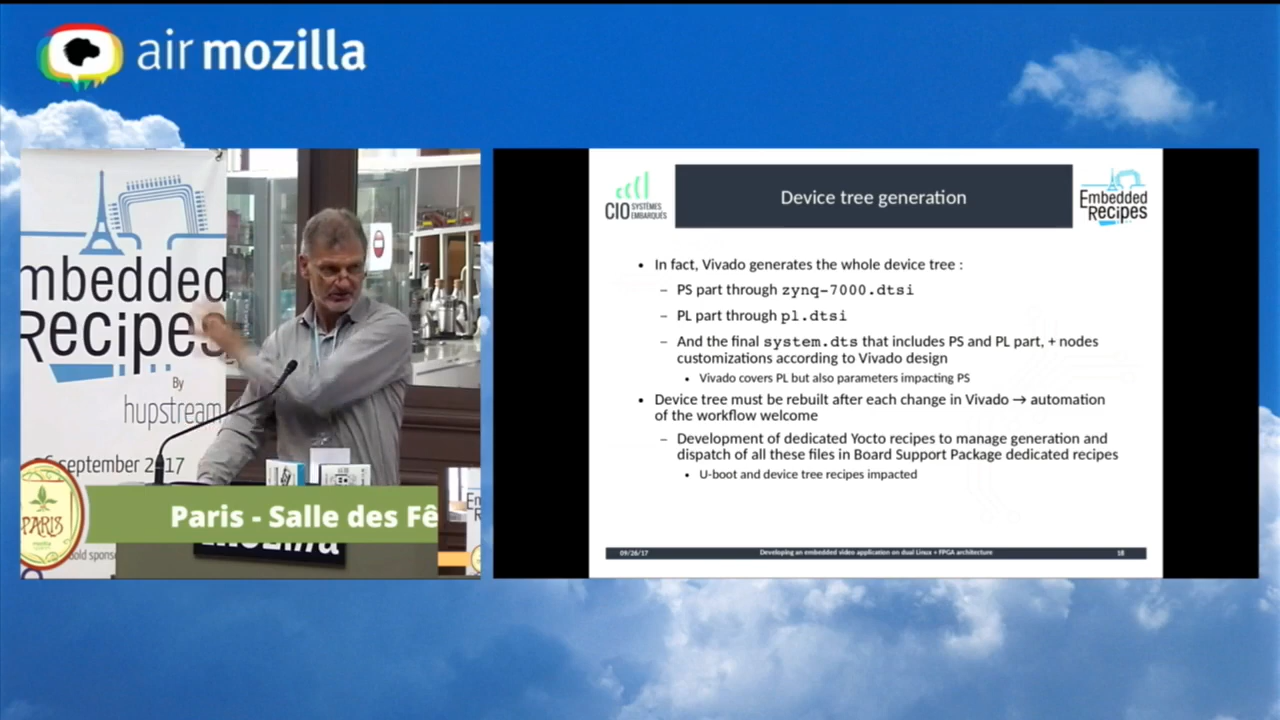 air mozilla
mbedded
Recipes
By
hupstream
september 2017
PARIS
mozilla
Paris - Salle des Fê
old spons
mozilla
CIO SYSTÈMES
EMBARQUÉS
Device tree generation
Embedded
Recipes
• In fact, Vivado generates the whole device tree :
– PS part through zynq-7000.dtsi
– PL part through pl.dtsi
– And the final system.dts that includes PS and PL part, + nodes
customizations according to Vivado design
• Vivado covers PL but also parameters impacting PS
• Device tree must be rebuilt after each change in Vivado → automation
of the workflow welcome
– Development of dedicated Yocto recipes to manage generation and
dispatch of all these files in Board Support Package dedicated recipes
• U-boot and device tree recipes impacted
09/26/17
Developing an embedded video application on dual Linux + FPGA architecture
18